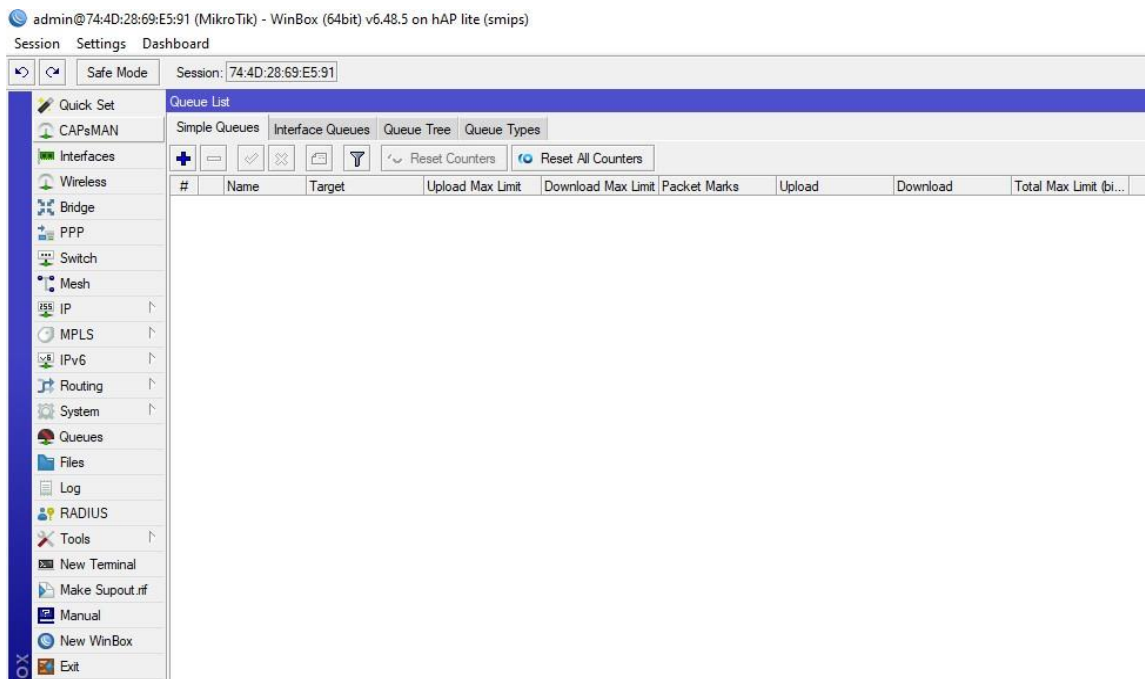 admin@74:4D:28:69:E5:91 (MikroTik) - WinBox (64bit) v6.48.5 on hAP lite (smips)
Session Settings Dashboard
Safe Mode Session: 74:4D:28:69:E5:91
Quick Set
CAPsMAN
Interfaces
Wireless
Bridge
PPP
Switch
Mesh
IP
MPLS
IPv6
Routing
System
Queues
Files
Log
RADIUS
Tools
New Terminal
Make Supout.rif
Manual
New WinBox
Exit
Queue List
Simple Queues Interface Queues Queue Tree Queue Types
Reset Counters Reset All Counters
# Name Target Upload Max Limit Download Max Limit Packet Marks Upload Download Total Max Limit (bi...